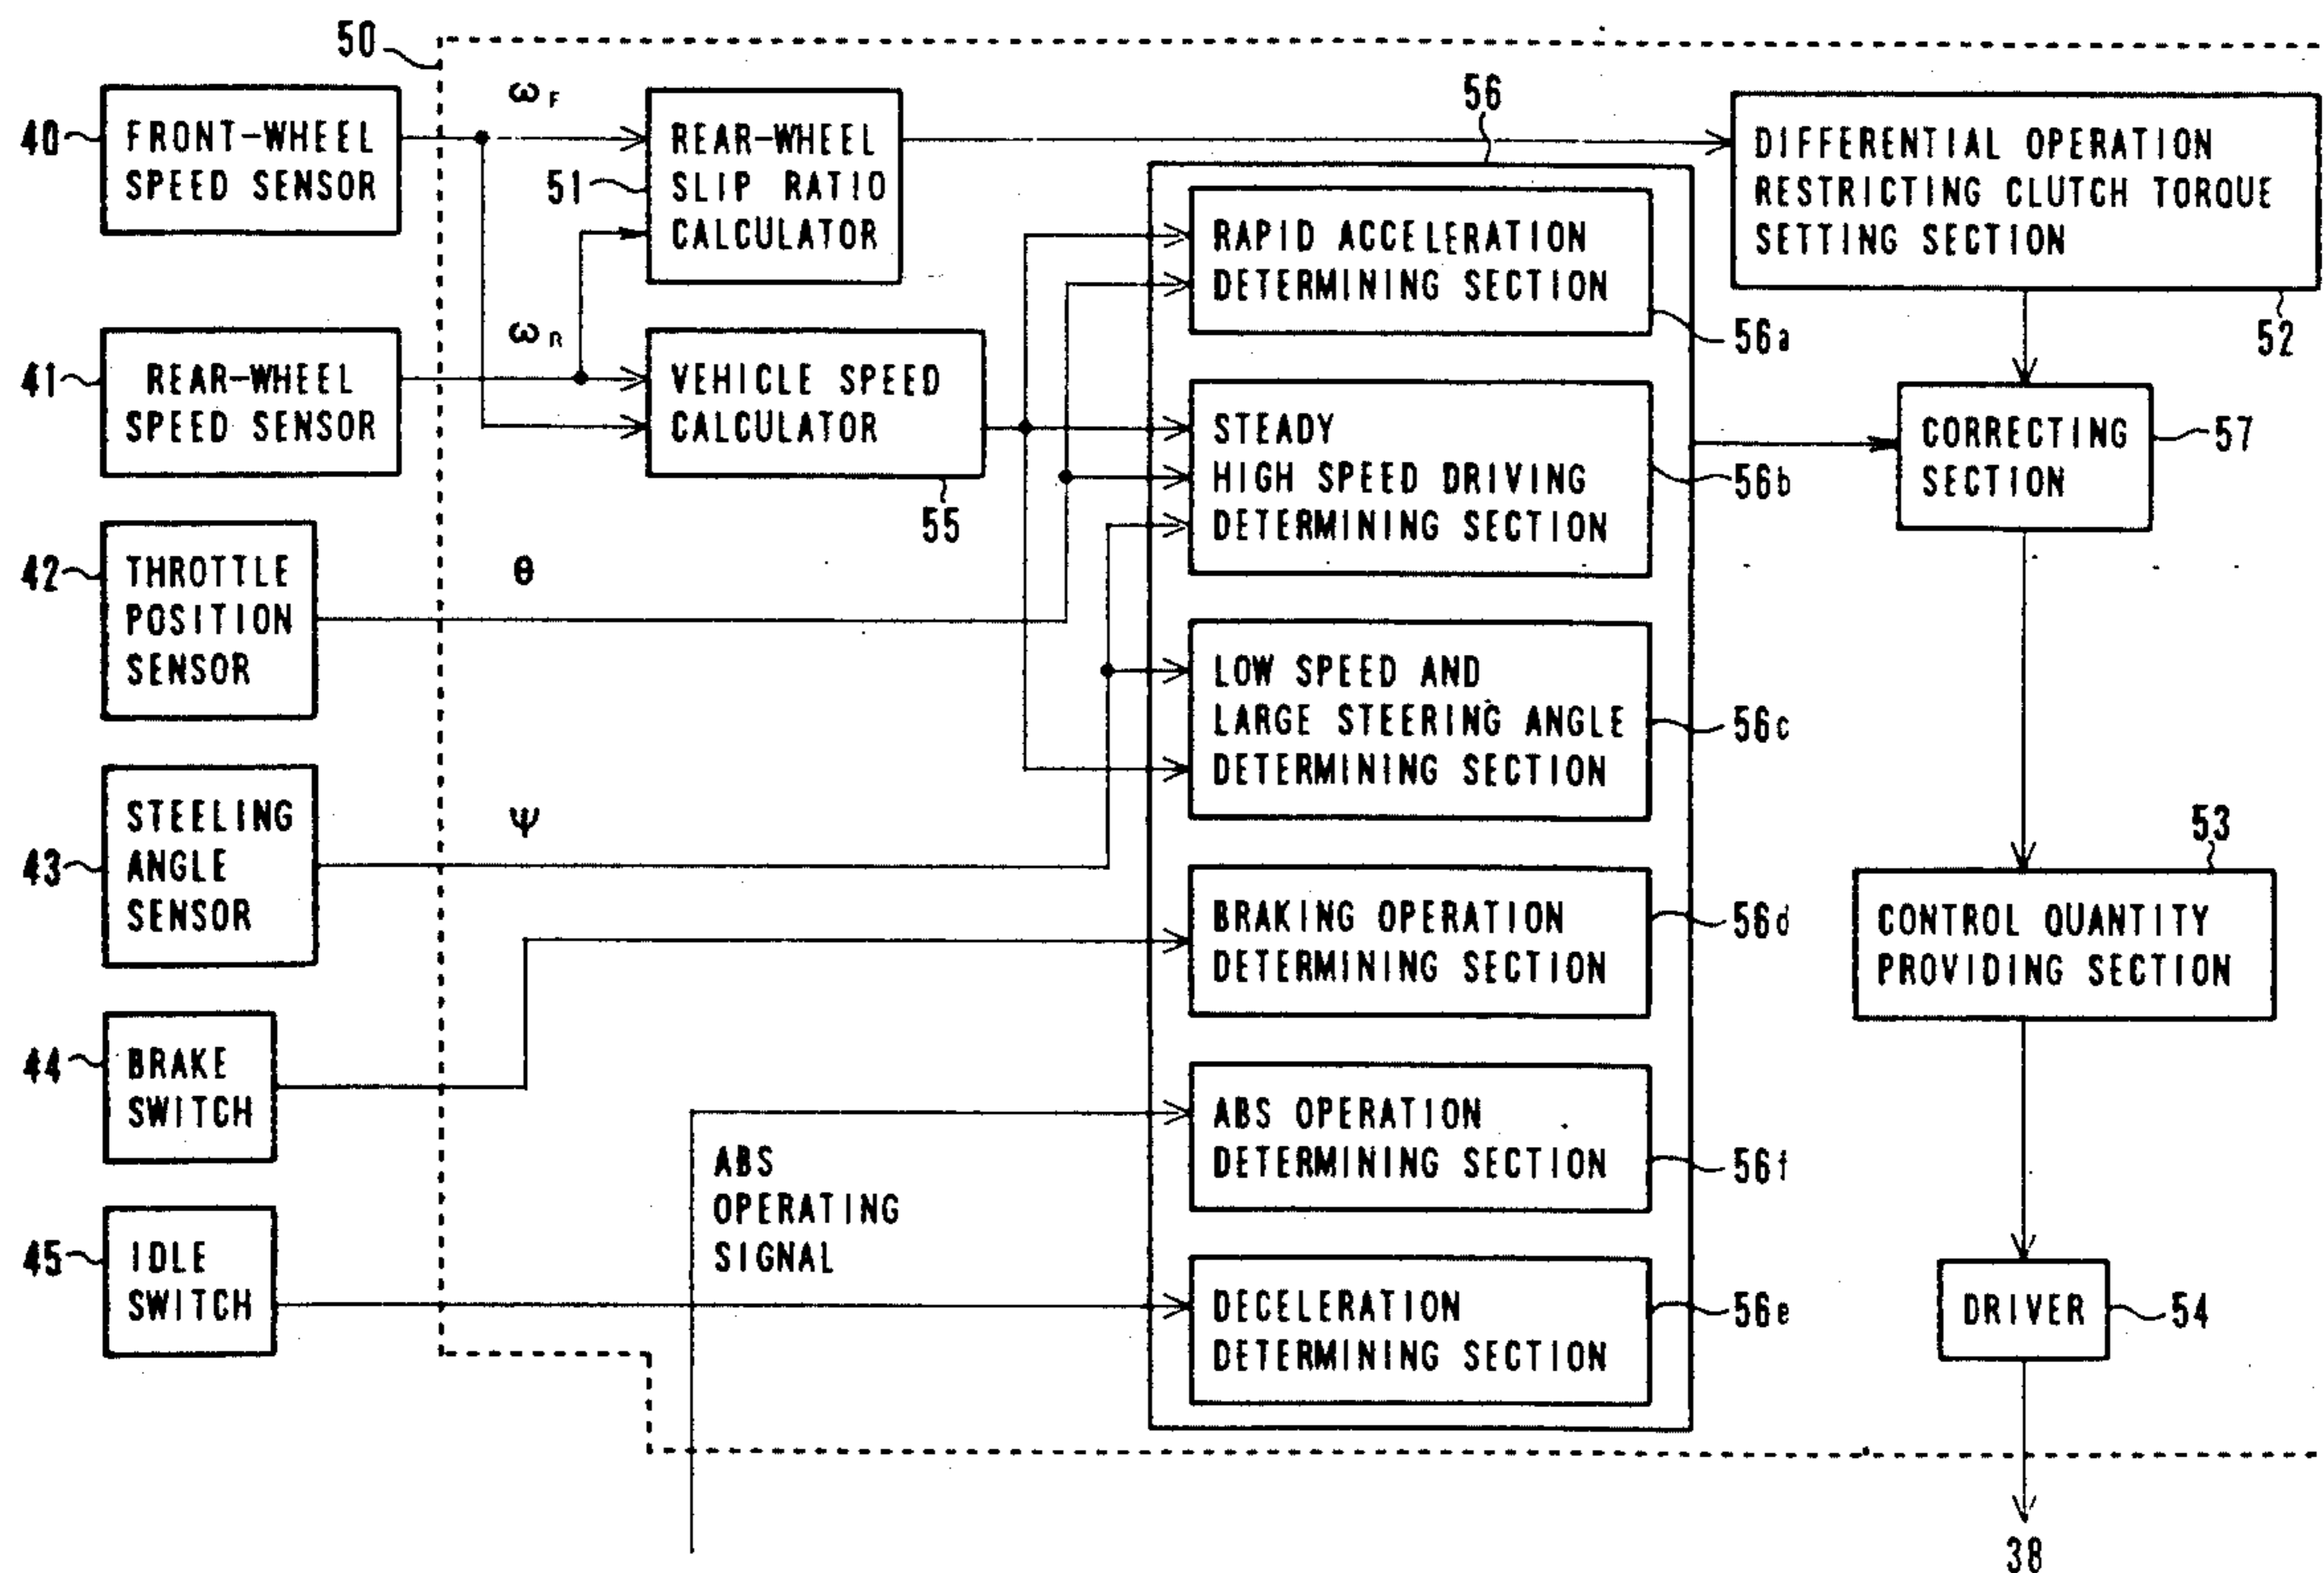 50
40
FRONT-WHEEL
SPEED SENSOR
ωF
51
REAR-WHEEL
SLIP RATIO
CALCULATOR
56
DIFFERENTIAL OPERATION
RESTRICTING CLUTCH TORQUE
SETTING SECTION
52
41
REAR-WHEEL
SPEED SENSOR
ωR
VEHICLE SPEED
CALCULATOR
55
RAPID ACCELERATION
DETERMINING SECTION
56a
STEADY
HIGH SPEED DRIVING
DETERMINING SECTION
56b
CORRECTING
SECTION
57
42
THROTTLE
POSITION
SENSOR
θ
LOW SPEED AND
LARGE STEERING ANGLE
DETERMINING SECTION
56c
43
STEELING
ANGLE
SENSOR
ψ
BRAKING OPERATION
DETERMINING SECTION
56d
53
CONTROL QUANTITY
PROVIDING SECTION
44
BRAKE
SWITCH
ABS
OPERATING
SIGNAL
ABS OPERATION
DETERMINING SECTION
56f
45
IDLE
SWITCH
DECELERATION
DETERMINING SECTION
56e
DRIVER
54
38